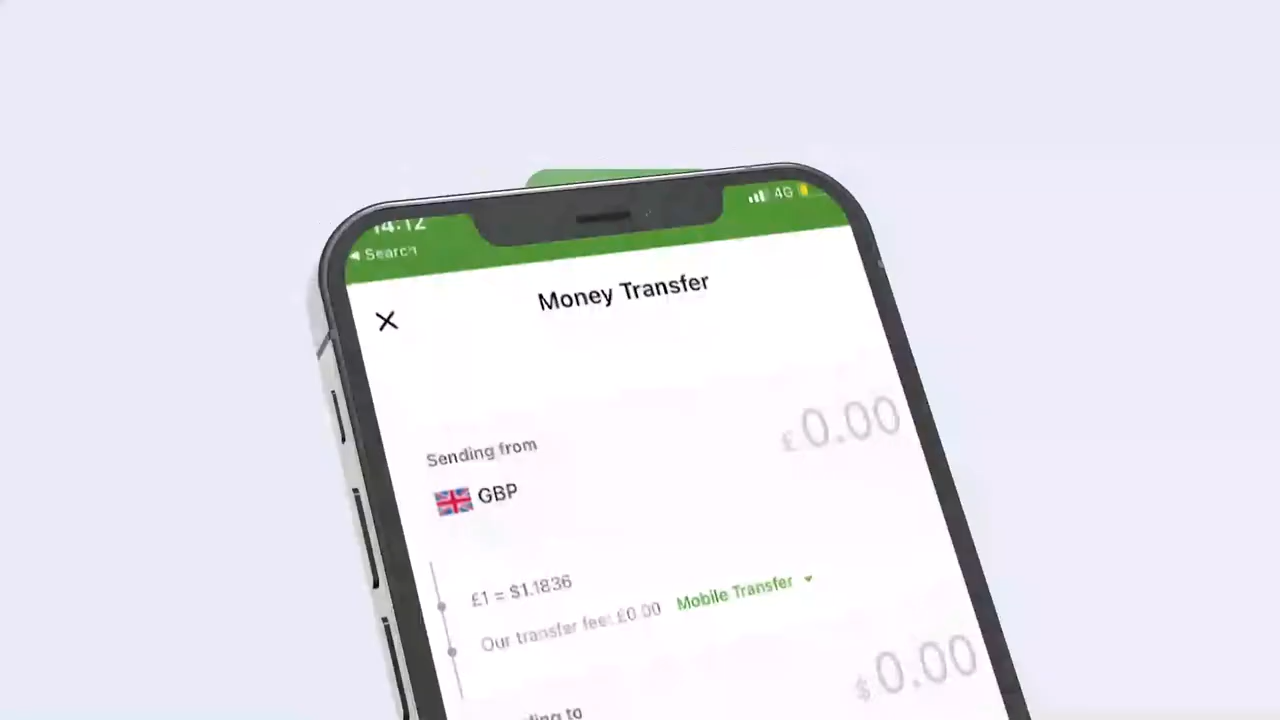 14:12
4G
Search
Money Transfer
£0.00
Sending from
GBP
£1 = $1.1836
Our transfer fee: £0.00 Mobile Transfer
$0.00
to